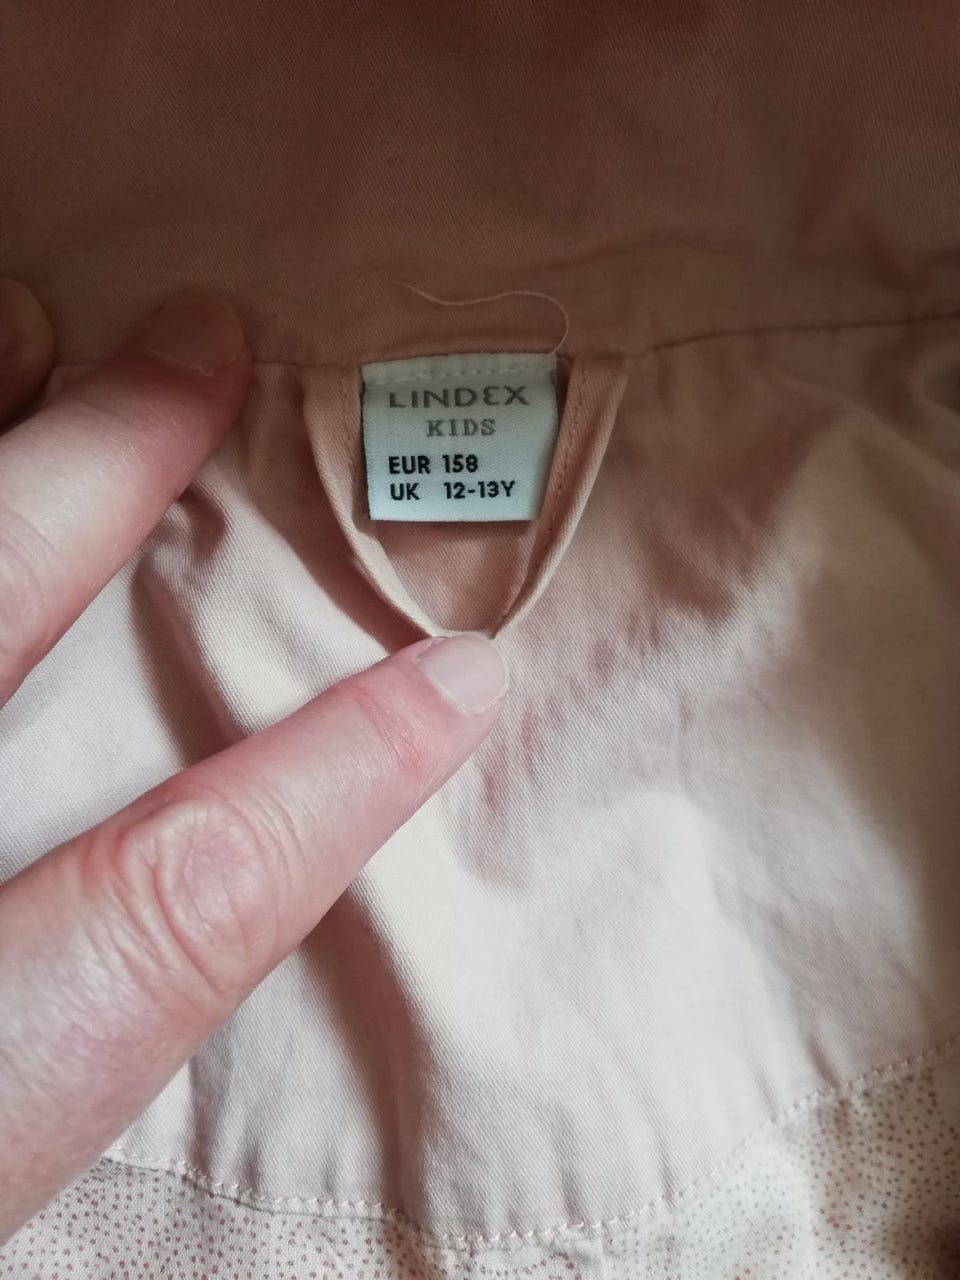 LINDEX
KIDS
EUR 158
UK 12-13Y